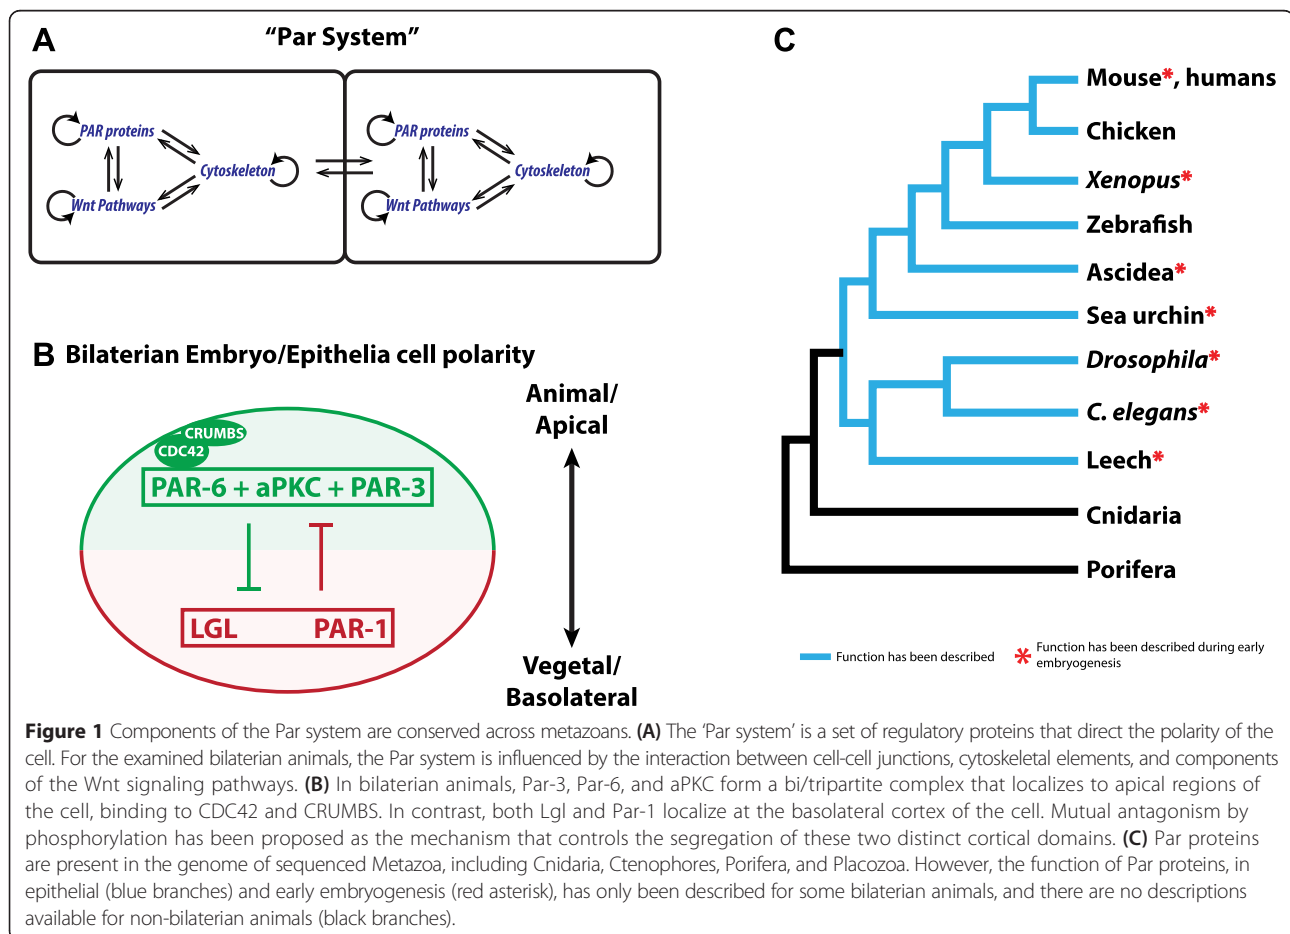 A
"Par System"
PAR proteins
Cytoskeleton
Wnt Pathways
PAR proteins
Cytoskeleton
Wnt Pathways
B Bilaterian Embryo/Epithelia cell polarity
CRUMBS
CDC42
PAR-6 + aPKC + PAR-3
LGL PAR-1
Animal/
Apical
Vegetal/
Basolateral
C
Mouse*, humans
Chicken
Xenopus*
Zebrafish
Ascidea*
Sea urchin*
Drosophila*
C. elegans*
Leech*
Cnidaria
Porifera
Function has been described
* Function has been described during early
embryogenesis
Figure 1 Components of the Par system are conserved across metazoans. (A) The 'Par system' is a set of regulatory proteins that direct the polarity of the
cell. For the examined bilaterian animals, the Par system is influenced by the interaction between cell-cell junctions, cytoskeletal elements, and components
of the Wnt signaling pathways. (B) In bilaterian animals, Par-3, Par-6, and aPKC form a bi/tripartite complex that localizes to apical regions of
the cell, binding to CDC42 and CRUMBS. In contrast, both Lgl and Par-1 localize at the basolateral cortex of the cell. Mutual antagonism by
phosphorylation has been proposed as the mechanism that controls the segregation of these two distinct cortical domains. (C) Par proteins
are present in the genome of sequenced Metazoa, including Cnidaria, Ctenophores, Porifera, and Placozoa. However, the function of Par proteins, in
epithelial (blue branches) and early embryogenesis (red asterisk), has only been described for some bilaterian animals, and there are no descriptions
available for non-bilaterian animals (black branches).